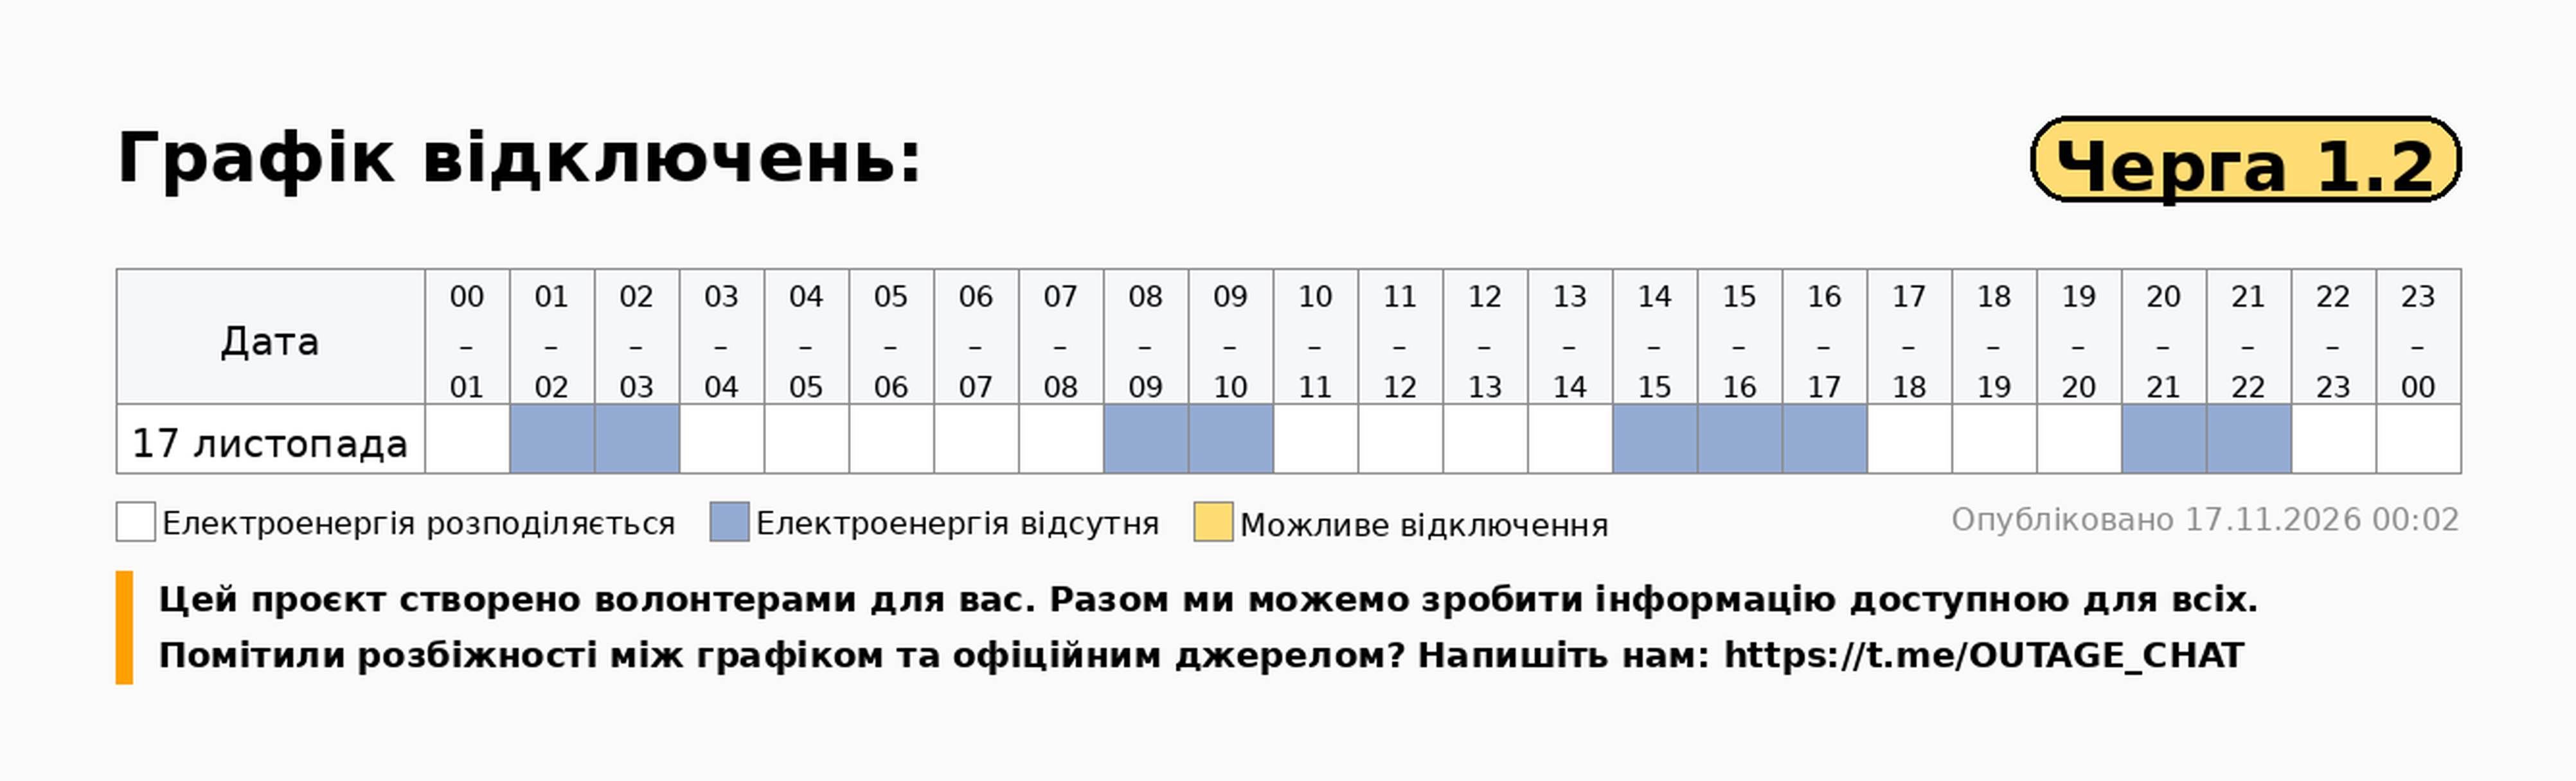 Графік відключень:
Черга 1.2
Дата 00 – 01 01 – 02 02 – 03 03 – 04 04 – 05 05 – 06 06 – 07 07 – 08 08 – 09 09 – 10 10 – 11 11 – 12 12 – 13 13 – 14 14 – 15 15 – 16 16 – 17 17 – 18 18 – 19 19 – 20 20 – 21 21 – 22 22 – 23 23 – 00
17 листопада
Електроенергія розподіляється Електроенергія відсутня Можливе відключення Опубліковано 17.11.2026 00:02
Цей проєкт створено волонтерами для вас. Разом ми можемо зробити інформацію доступною для всіх.
Помітили розбіжності між графіком та офіційним джерелом? Напишіть нам: https://t.me/OUTAGE_CHAT